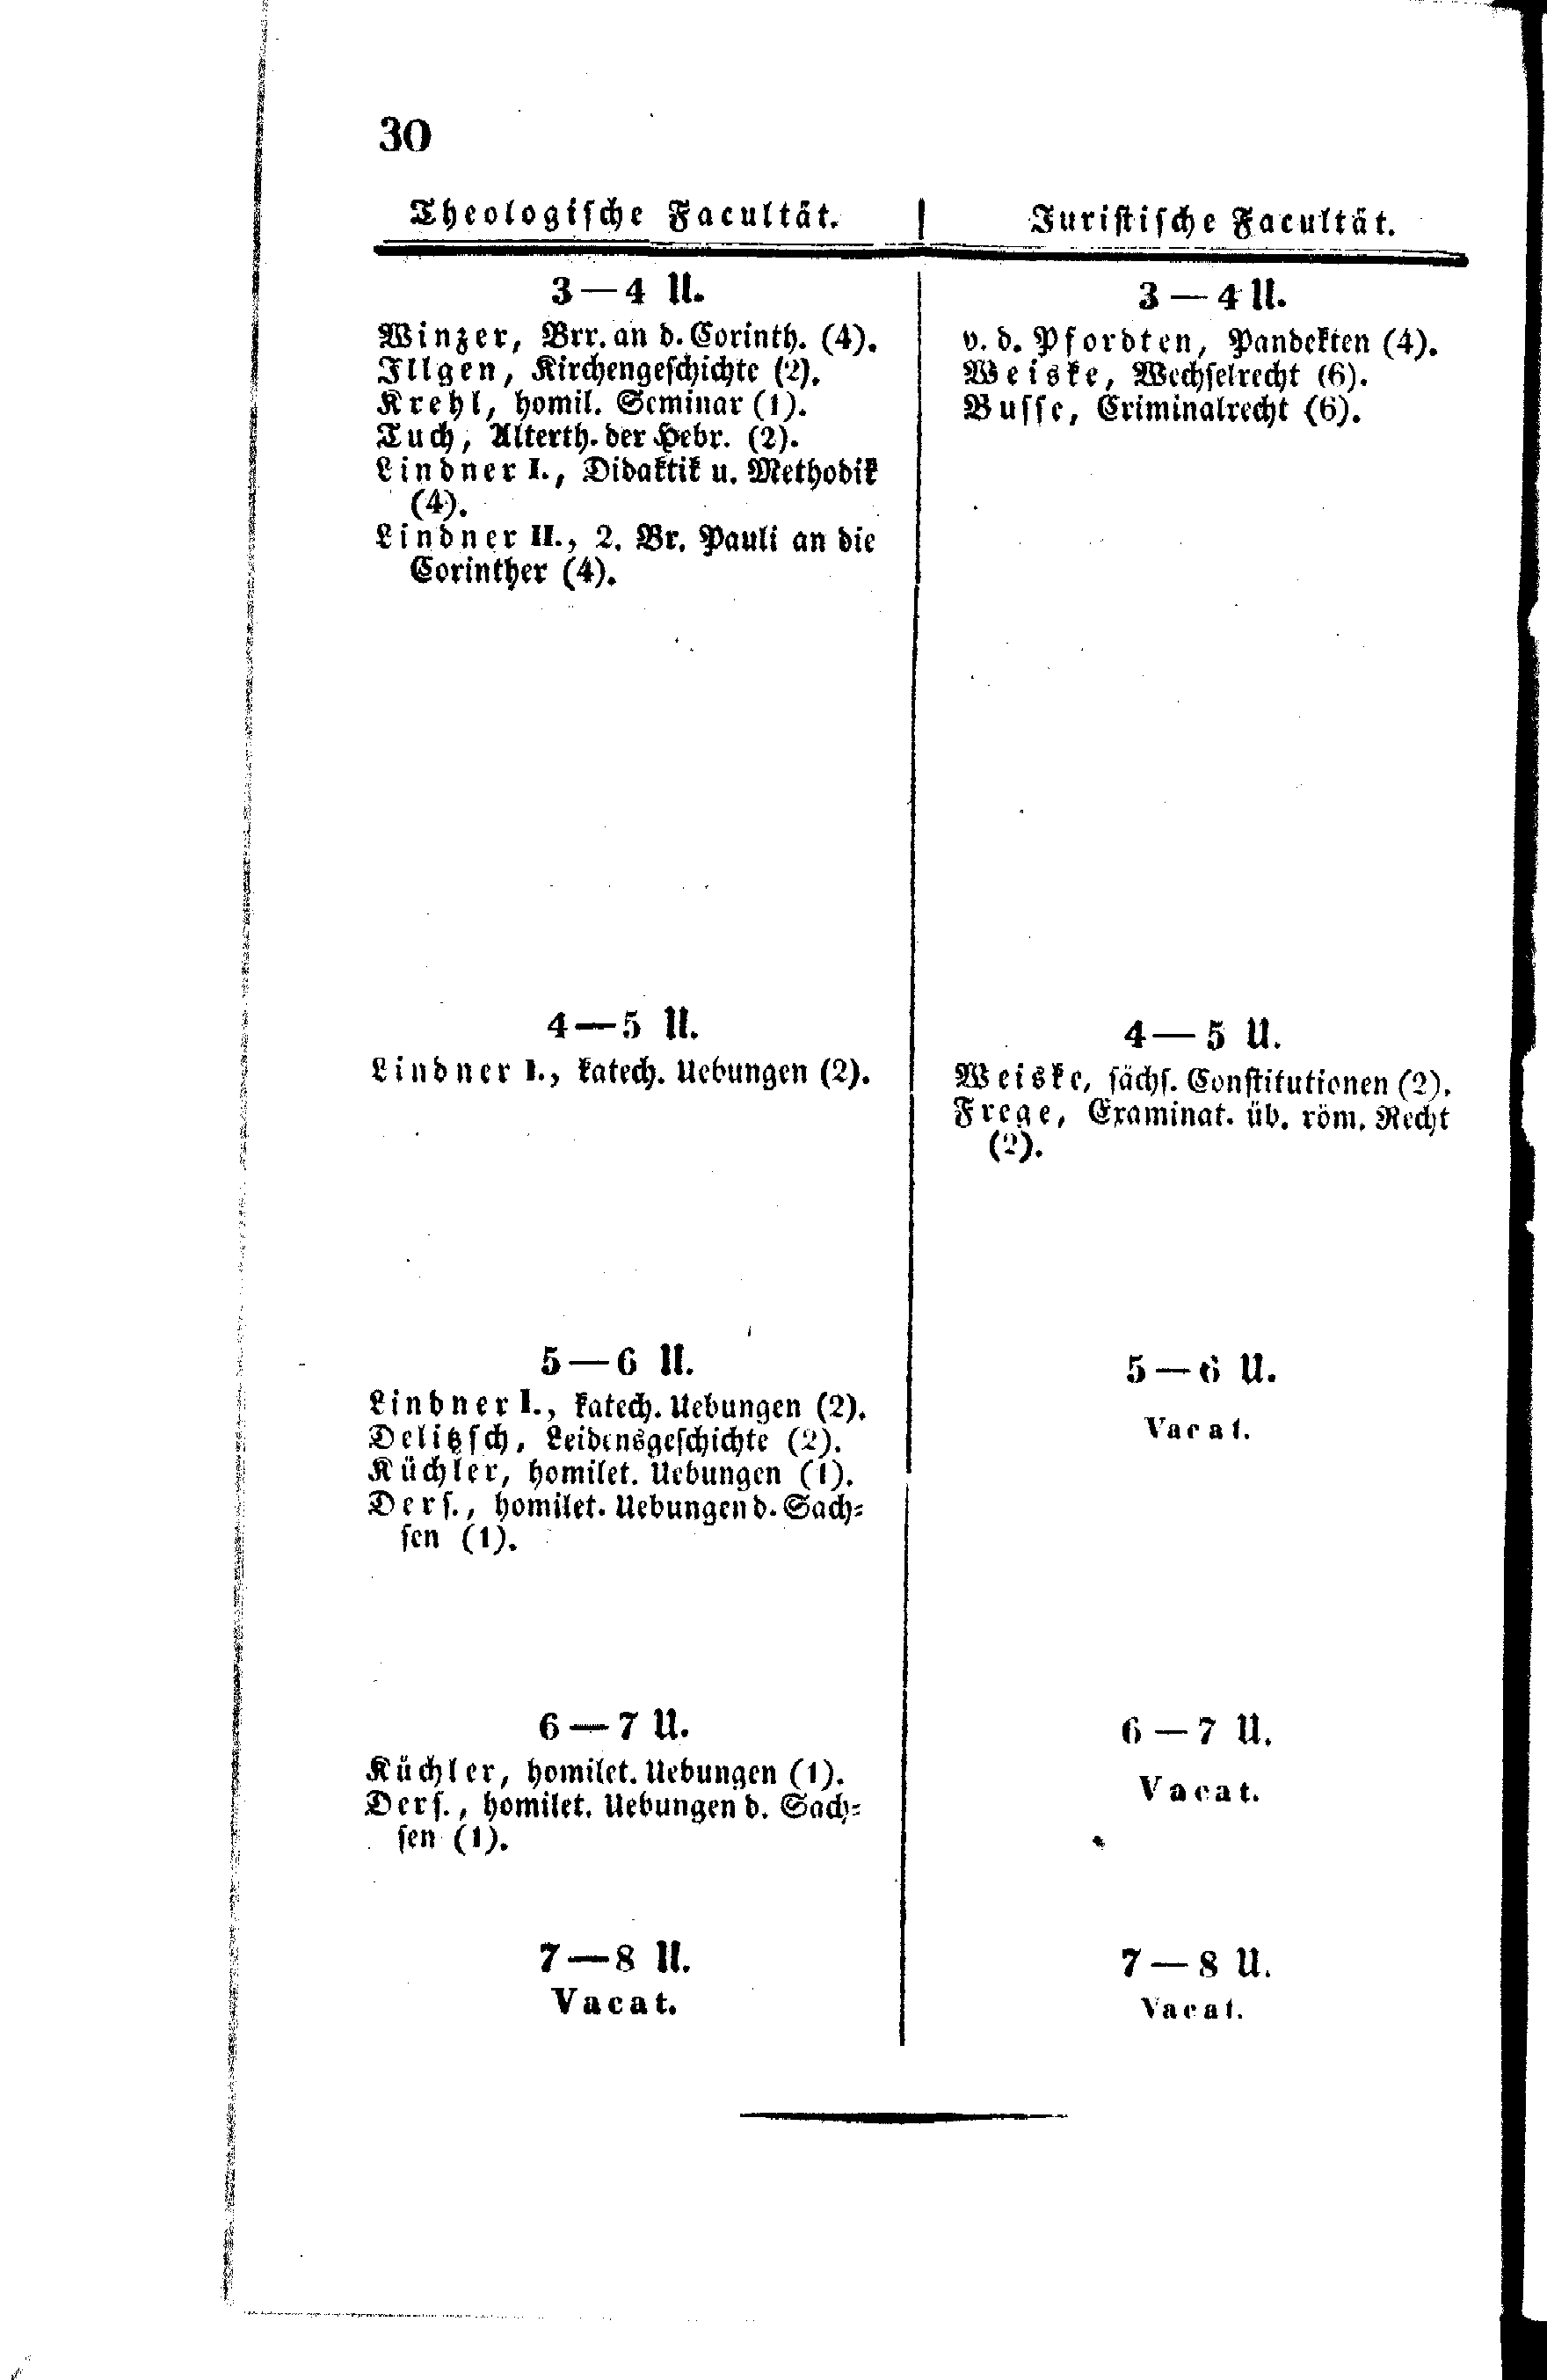 30
Theologische Facultät.
3 — 4 U.
Winzer, Brr. an d. Corinth. (4).
Illgen, Kirchengeschichte (2).
Krehl, homil. Seminar (1).
Tuch, Alterth. der Hebr. (2).
Lindner I., Didaktik u. Methodik
(4).
Lindner II., 2. Br. Pauli an die
Corinther (4).
4 — 5 U.
Lindner I., katech. Uebungen (2).
5 — 6 U.
Lindner I., katech. Uebungen (2).
Delitzsch, Leidensgeschichte (2).
Küchler, homilet. Uebungen (1).
Ders., homilet. Uebungen d. Sach-
sen (1).
6 — 7 U.
Küchler, homilet. Uebungen (1).
Ders., homilet. Uebungen d. Sach-
sen (1).
7 — 8 U.
Vacat.
Juristische Facultät.
3 — 4 U.
v. d. Pfordten, Pandekten (4).
Weiske, Wechselrecht (6).
Busse, Criminalrecht (6).
4 — 5 U.
Weiske, sächs. Constitutionen (2).
Frege, Examinat. üb. röm. Recht
(2).
5 — 6 U.
Vacat.
6 — 7 U.
Vacat.
7 — 8 U.
Vacat.